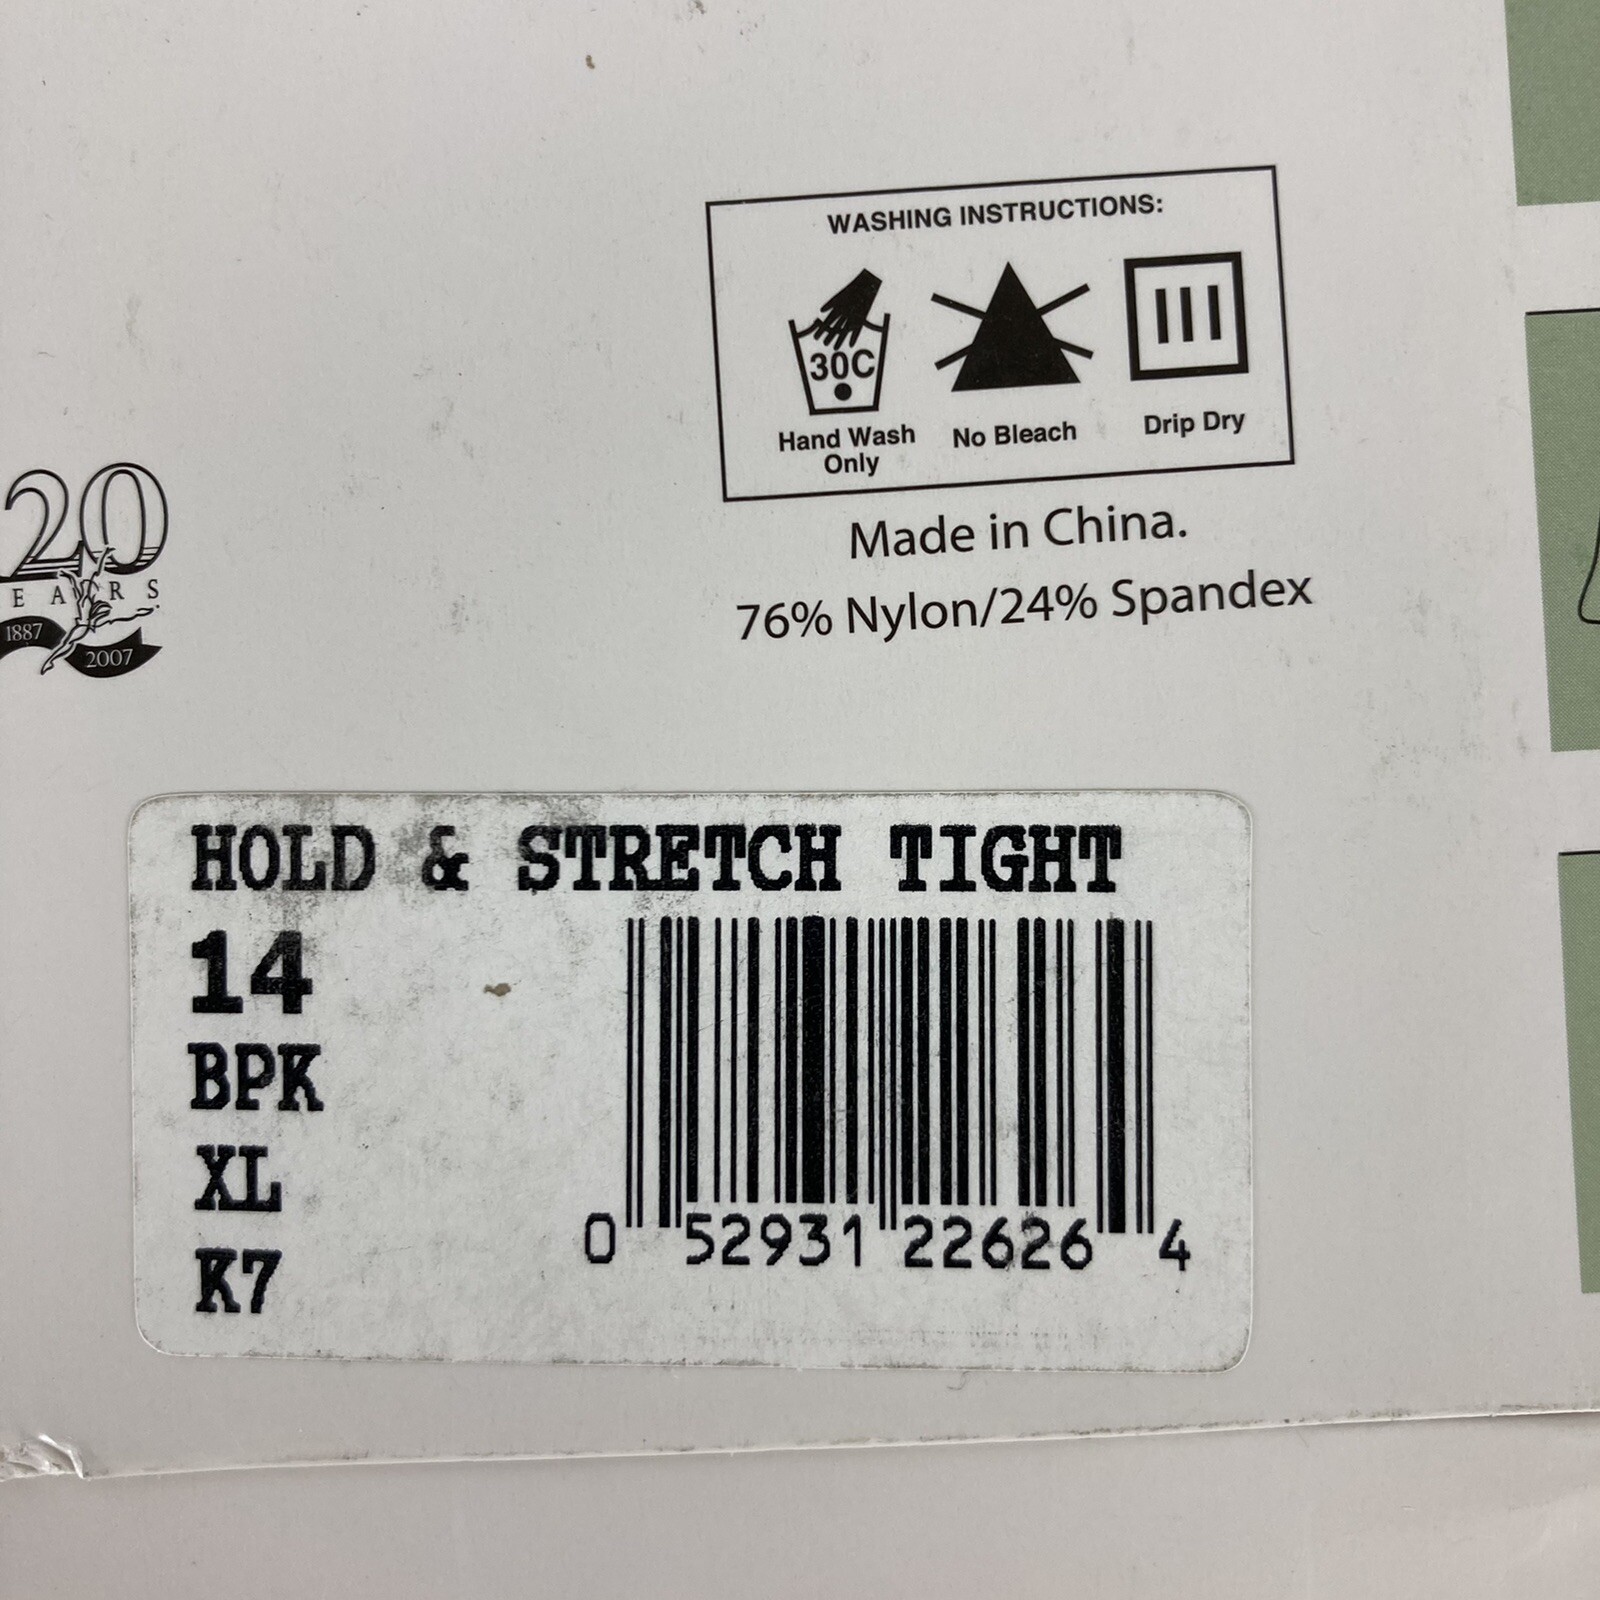 WASHING INSTRUCTIONS:
30C
Hand Wash
Only
No Bleach
Drip Dry
Made in China.
76% Nylon/24% Spandex
20
EARS
1887
2007
HOLD & STRETCH TIGHT
14
BPK
XL
K7
0 52931 22626 4